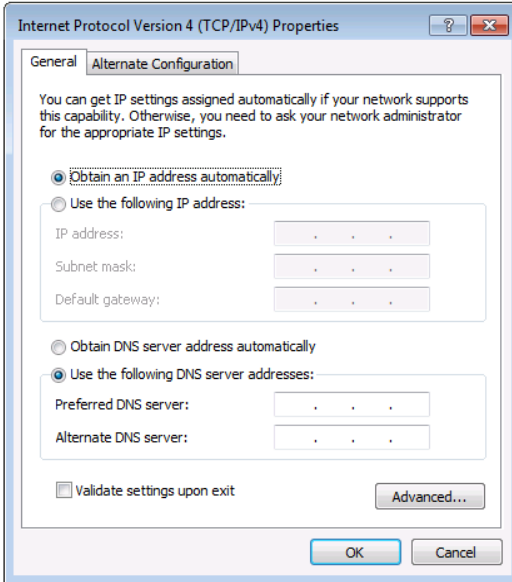 Internet Protocol Version 4 (TCP/IPv4) Properties
General
Alternate Configuration
You can get IP settings assigned automatically if your network supports
this capability. Otherwise, you need to ask your network administrator
for the appropriate IP settings.
Obtain an IP address automatically
Use the following IP address:
IP address:
. . .
Subnet mask:
. . .
Default gateway:
. . .
Obtain DNS server address automatically
Use the following DNS server addresses:
Preferred DNS server:
. . .
Alternate DNS server:
. . .
Validate settings upon exit
Advanced...
OK
Cancel